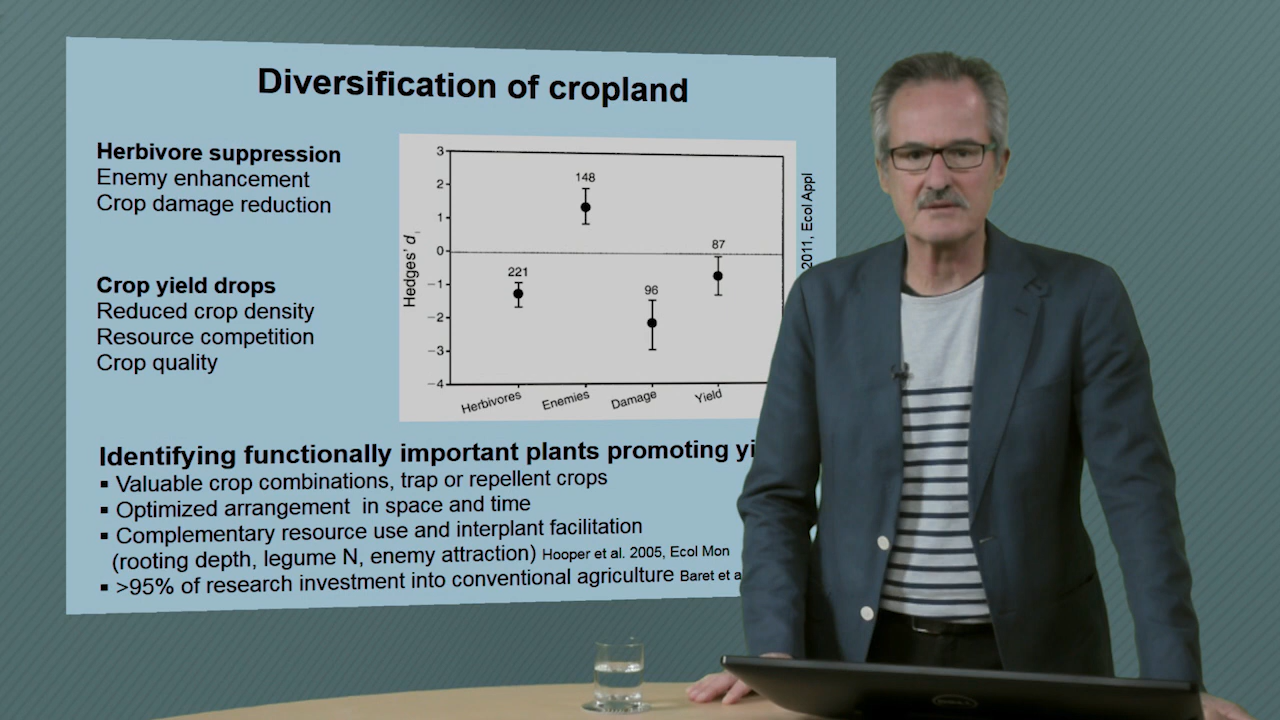 Diversification of cropland
Herbivore suppression
Enemy enhancement
Crop damage reduction
Crop yield drops
Reduced crop density
Resource competition
Crop quality
3
2
1
0
−1
−2
−3
−4
Hedges' d
221
148
96
87
Herbivores
Enemies
Damage
Yield
2011, Ecol Appl
Identifying functionally important plants promoting
▪ Valuable crop combinations, trap or repellent crops
▪ Optimized arrangement in space and time
▪ Complementary resource use and interplant facilitation
(rooting depth, legume N, enemy attraction) Hooper et al. 2005, Ecol Mon
▪ >95% of research investment into conventional agriculture Baret et